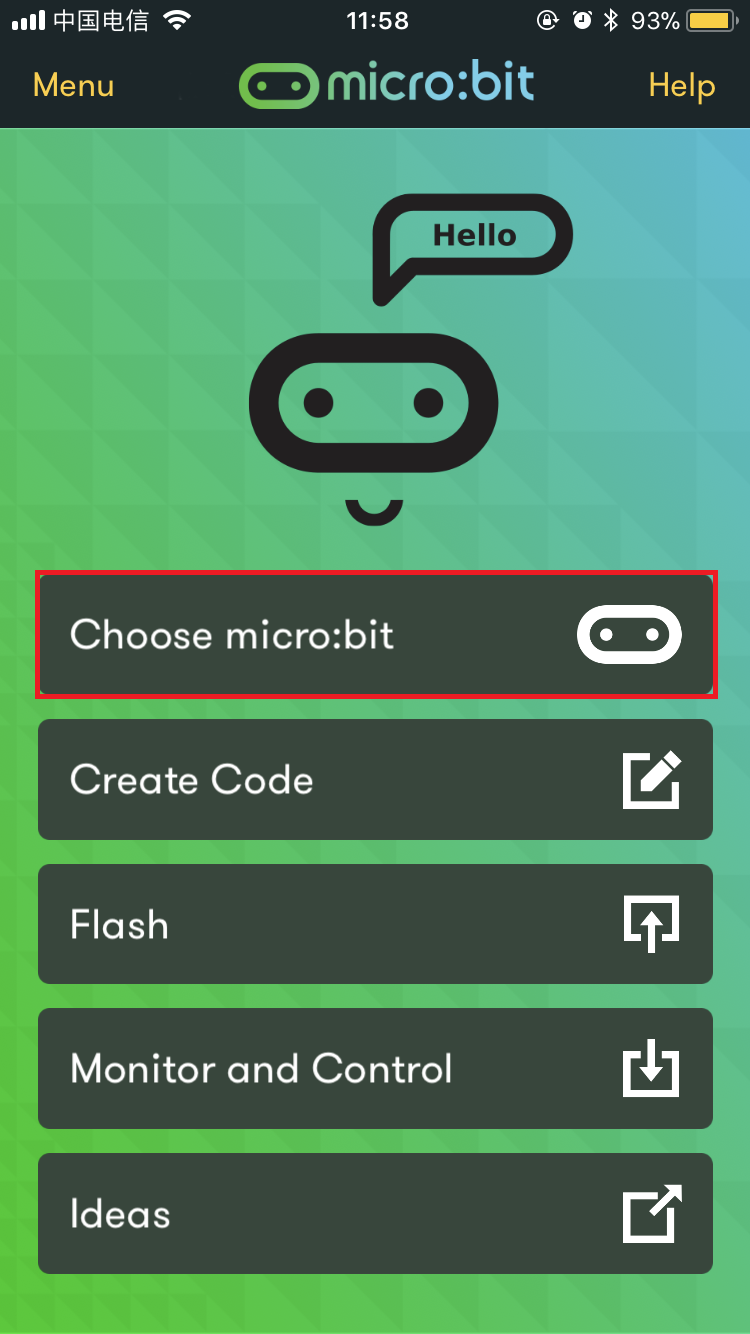 中国电信 11:58 93%
Menu micro:bit Help
Hello
Choose micro:bit
Create Code
Flash
Monitor and Control
Ideas